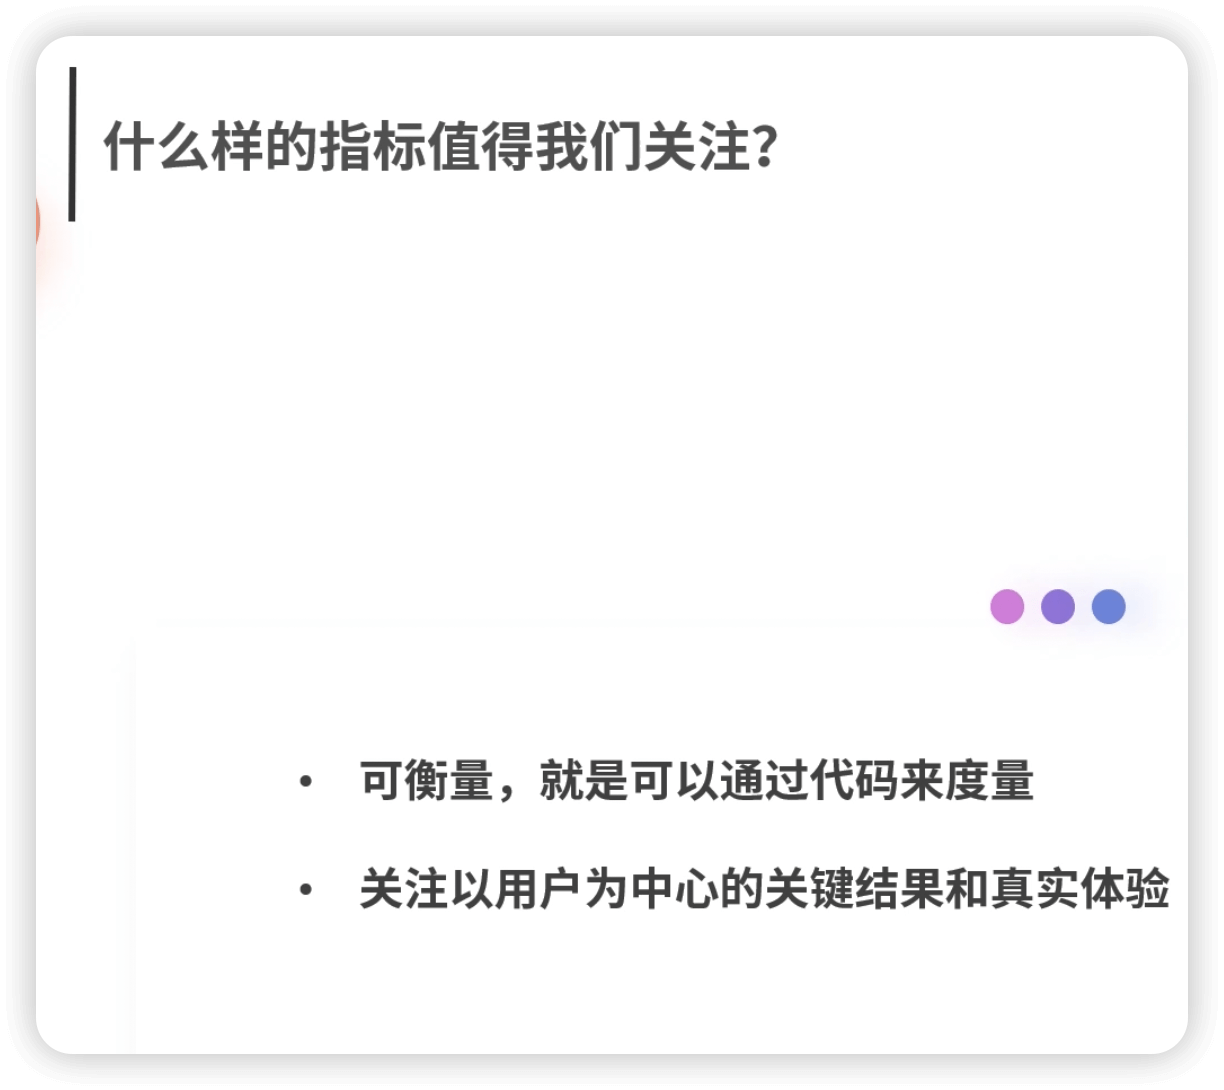 什么样的指标值得我们关注？
• 可衡量，就是可以通过代码来度量
• 关注以用户为中心的关键结果和真实体验